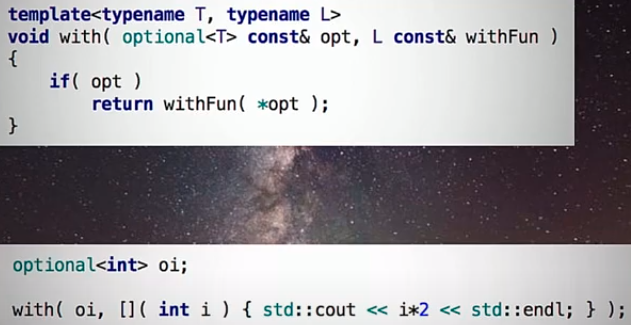 template<typename T, typename L>
void with( optional<T> const& opt, L const& withFun )
{
    if( opt )
        return withFun( *opt );
}
optional<int> oi;
with( oi, []( int i ) { std::cout << i*2 << std::endl; } );